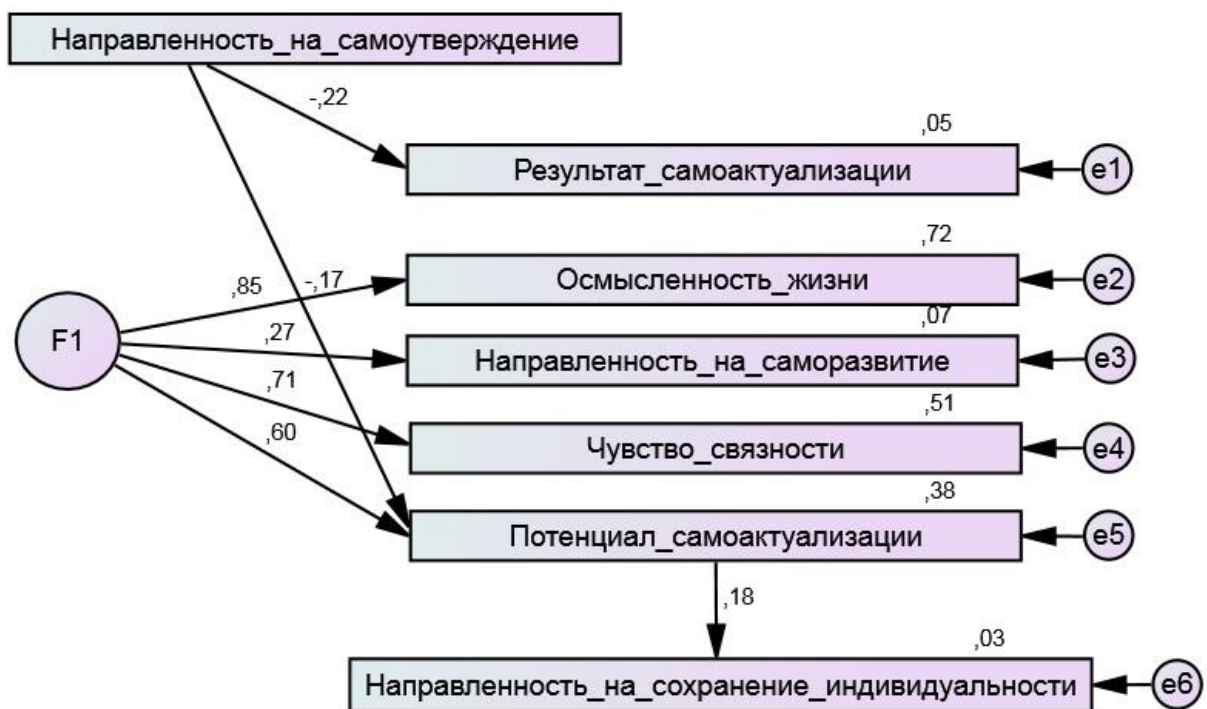 Направленность_на_самоутверждение
-,22
,05
Результат_самоактуализации
e1
,72
,85
-,17
Осмысленность_жизни
e2
F1
,07
,27
Направленность_на_саморазвитие
e3
,71
,51
Чувство_связности
e4
,60
,38
Потенциал_самоактуализации
e5
,18
,03
Направленность_на_сохранение_индивидуальности
e6